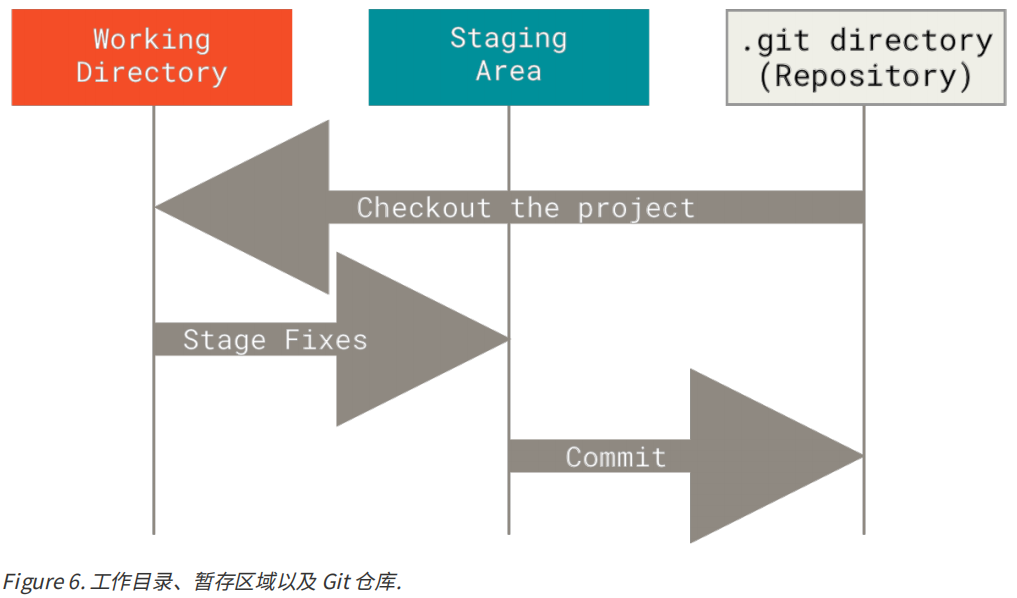 Working
Directory
Staging
Area
.git directory
(Repository)
Checkout the project
Stage Fixes
Commit
Figure 6. 工作目录、暂存区域以及 Git 仓库.